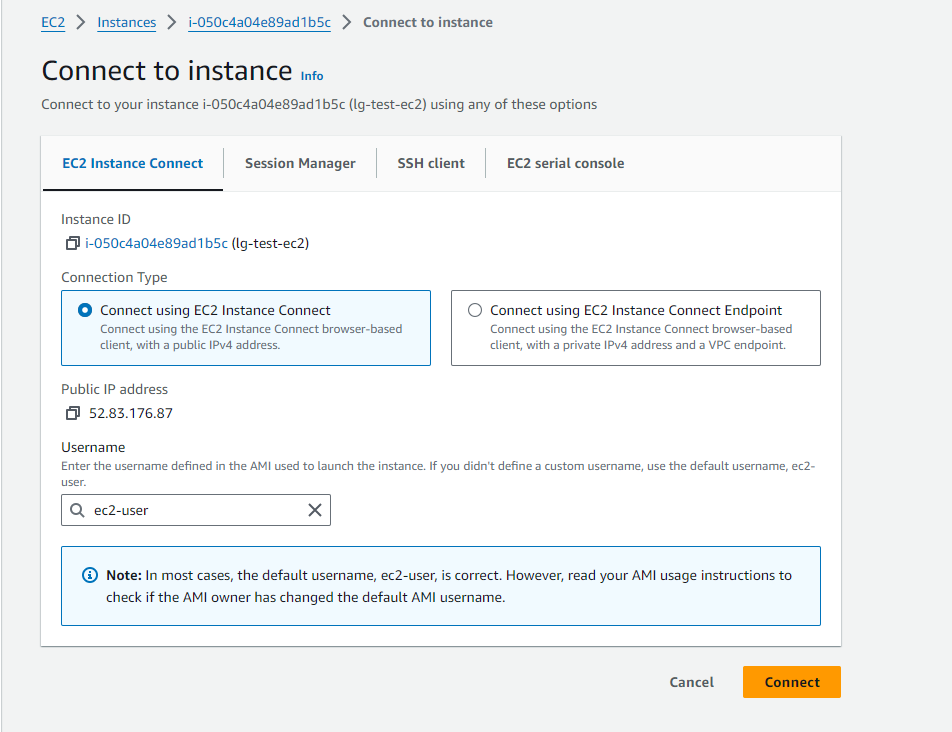 EC2 > Instances > i-050c4a04e89ad1b5c > Connect to instance
Connect to instance Info
Connect to your instance i-050c4a04e89ad1b5c (lg-test-ec2) using any of these options
EC2 Instance Connect Session Manager SSH client EC2 serial console
Instance ID
i-050c4a04e89ad1b5c (lg-test-ec2)
Connection Type
Connect using EC2 Instance Connect
Connect using the EC2 Instance Connect browser-based
client, with a public IPv4 address.
Connect using EC2 Instance Connect Endpoint
Connect using the EC2 Instance Connect browser-based
client, with a private IPv4 address and a VPC endpoint.
Public IP address
52.83.176.87
Username
Enter the username defined in the AMI used to launch the instance. If you didn't define a custom username, use the default username, ec2-
user.
ec2-user
Note: In most cases, the default username, ec2-user, is correct. However, read your AMI usage instructions to
check if the AMI owner has changed the default AMI username.
Cancel Connect